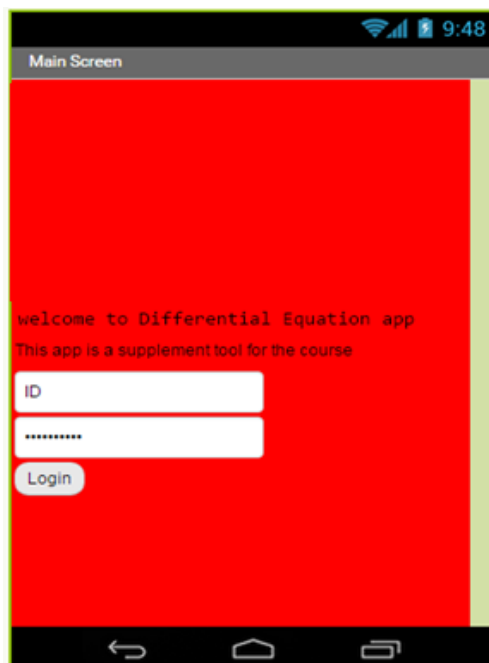 9:48
Main Screen
welcome to Differential Equation app
This app is a supplement tool for the course
ID
••••••••••
Login